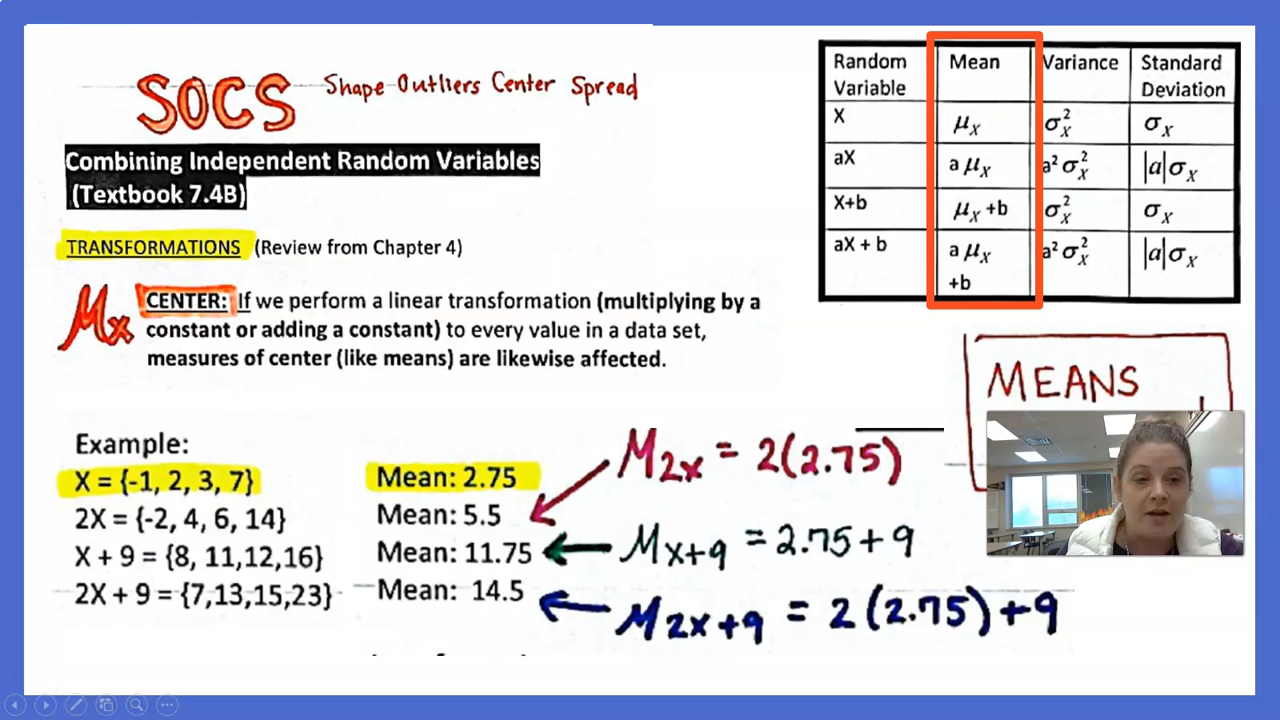 SOCS Shape Outliers Center Spread
Combining Independent Random Variables
(Textbook 7.4B)
TRANSFORMATIONS (Review from Chapter 4)
μx CENTER: If we perform a linear transformation (multiplying by a
constant or adding a constant) to every value in a data set,
measures of center (like means) are likewise affected.
Random Variable Mean Variance Standard Deviation
X μX σ²X σX
aX a μX a² σ²X |a|σX
X+b μX +b σ²X σX
aX + b a μX +b a² σ²X |a|σX
MEANS
Example:
X = {-1, 2, 3, 7} Mean: 2.75 μ2x = 2(2.75)
2X = {-2, 4, 6, 14} Mean: 5.5
X + 9 = {8, 11,12,16} Mean: 11.75 μx+9 = 2.75+9
2X + 9 = {7,13,15,23} Mean: 14.5 μ2x+9 = 2(2.75)+9